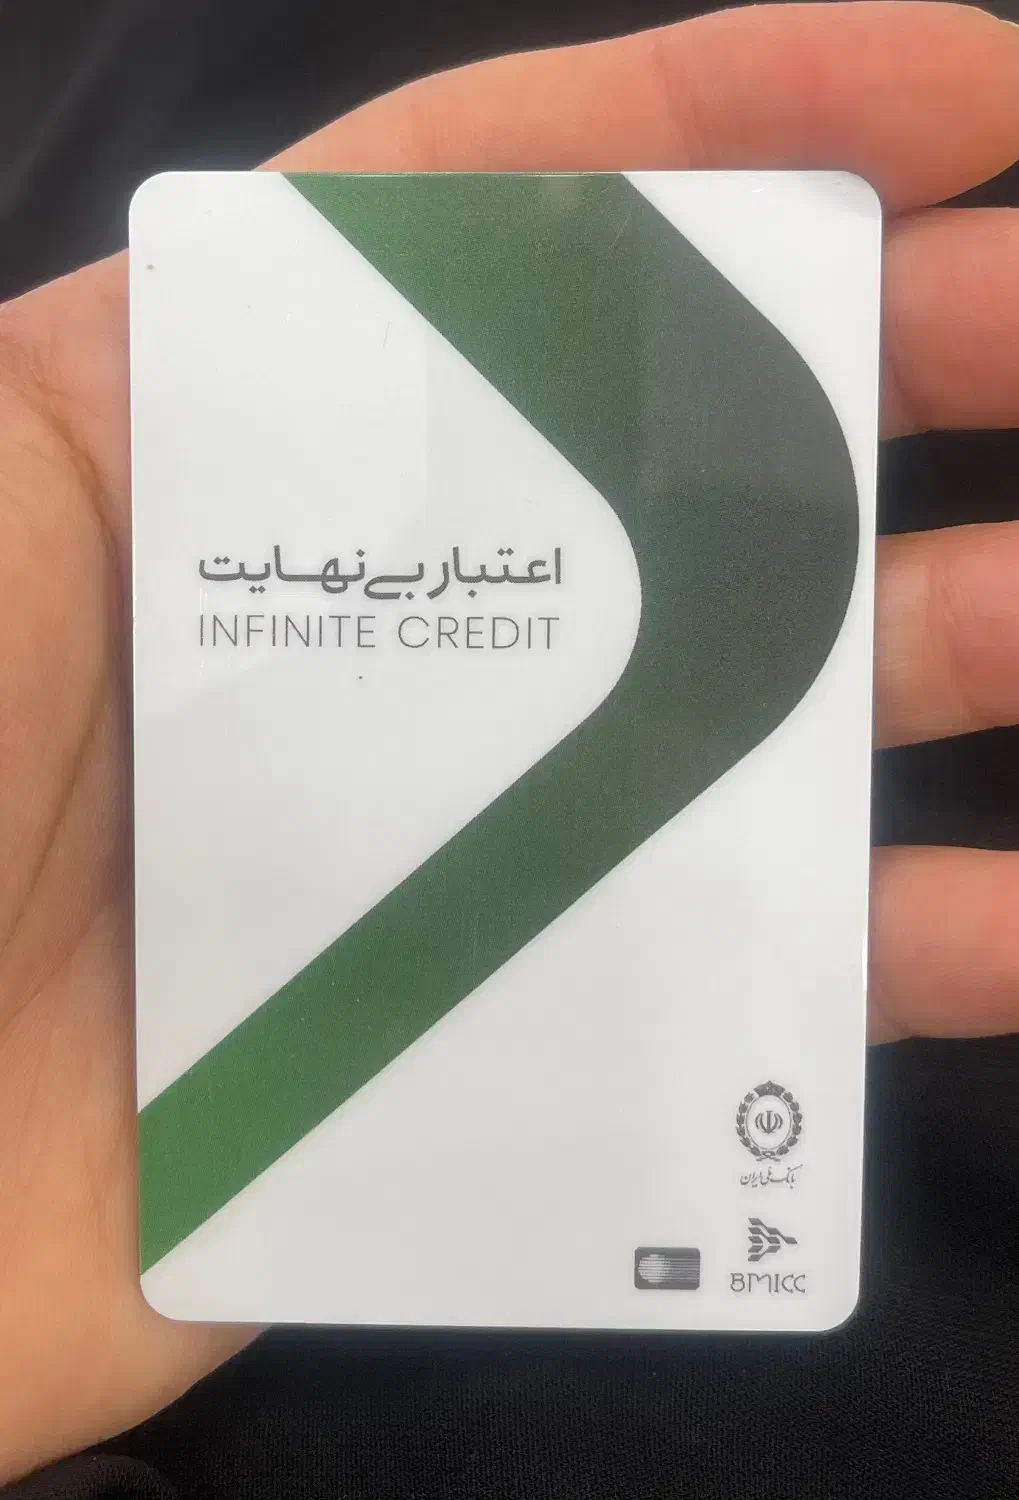 اعتبار بی‌نهایت
INFINITE CREDIT
بانک ملی ایران
BMICC